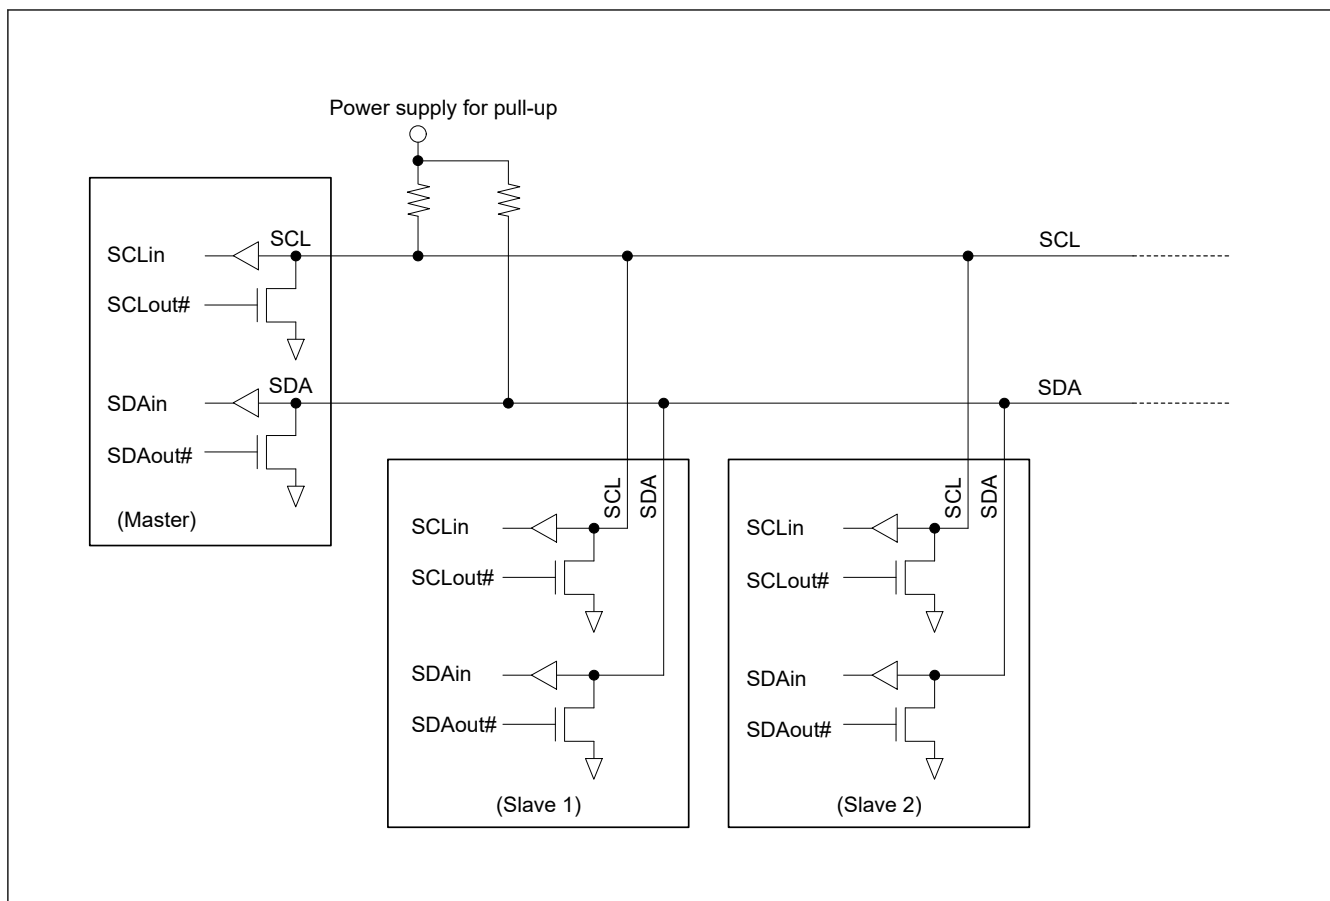 Power supply for pull-up
SCL
SCL
SCLin
SCLout#
SDA
SDA
SDAin
SDAout#
(Master)
SCL
SDA
SCL
SDA
SCLin
SCLin
SCLout#
SCLout#
SDAin
SDAin
SDAout#
SDAout#
(Slave 1)
(Slave 2)